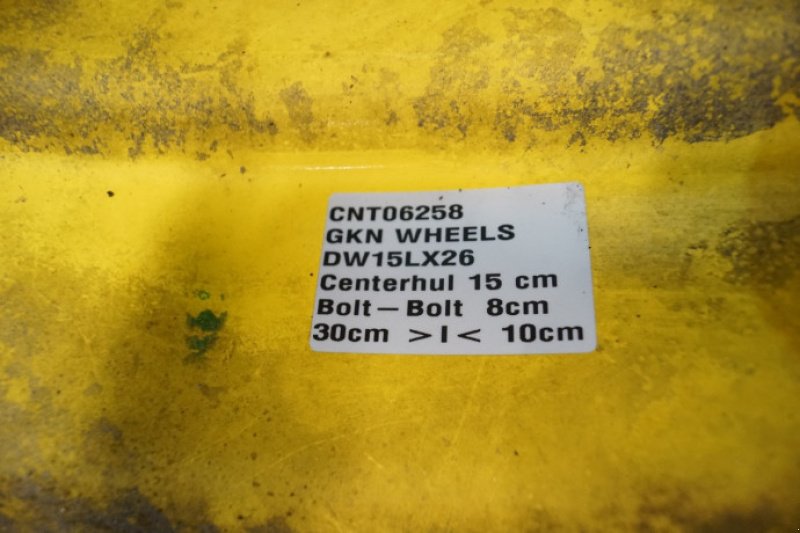 CNT06258
GKN WHEELS
DW15LX26
Centerhul 15 cm
Bolt — Bolt 8cm
30cm >I< 10cm